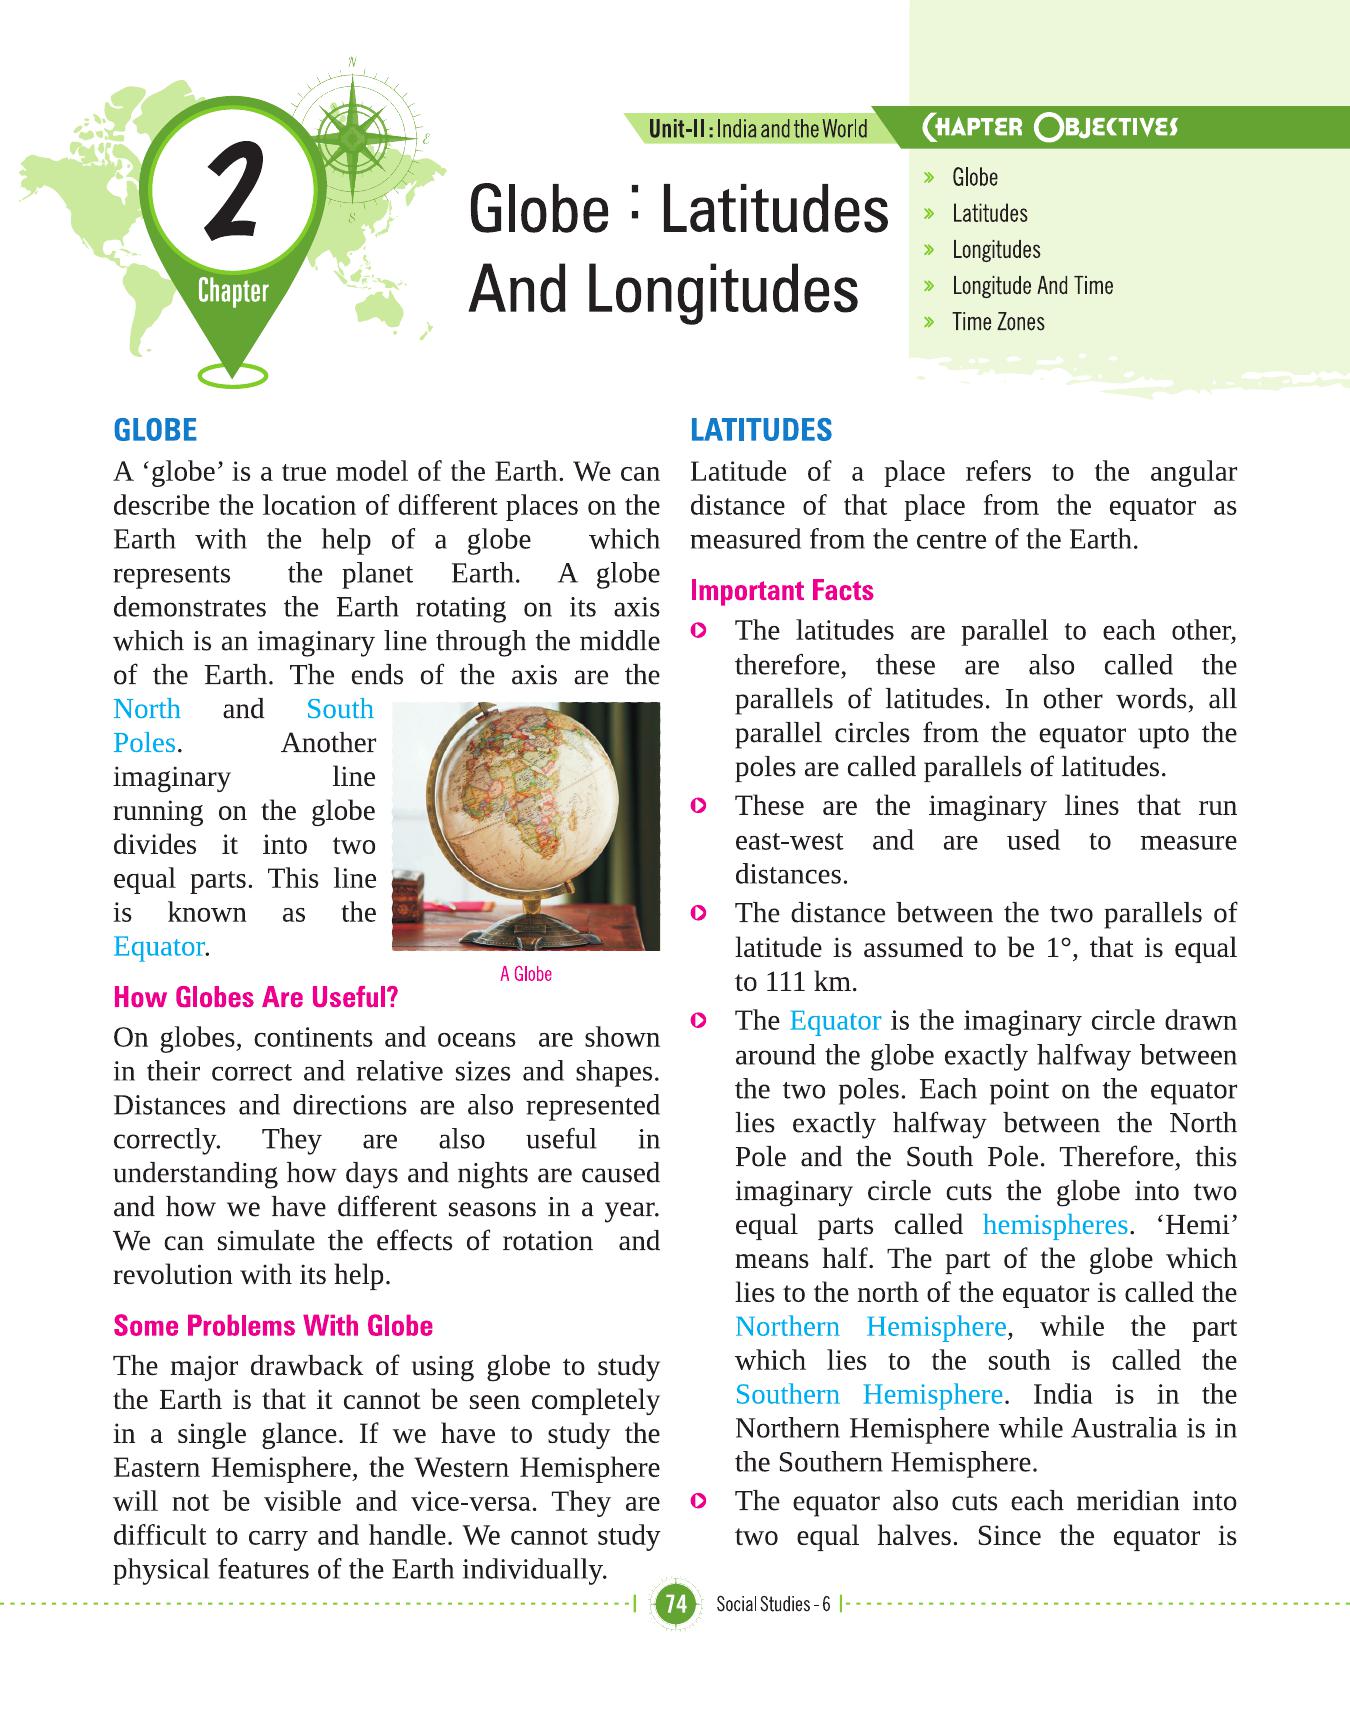 N
E
S
2
Chapter
Unit-II : India and the World
CHAPTER OBJECTIVES
Globe : Latitudes
And Longitudes
» Globe
» Latitudes
» Longitudes
» Longitude And Time
» Time Zones
GLOBE
A ‘globe’ is a true model of the Earth. We can
describe the location of different places on the
Earth with the help of a globe which
represents the planet Earth. A globe
demonstrates the Earth rotating on its axis
which is an imaginary line through the middle
of the Earth. The ends of the axis are the
North and South
Poles. Another
imaginary line
running on the globe
divides it into two
equal parts. This line
is known as the
Equator.
A Globe
How Globes Are Useful?
On globes, continents and oceans are shown
in their correct and relative sizes and shapes.
Distances and directions are also represented
correctly. They are also useful in
understanding how days and nights are caused
and how we have different seasons in a year.
We can simulate the effects of rotation and
revolution with its help.
Some Problems With Globe
The major drawback of using globe to study
the Earth is that it cannot be seen completely
in a single glance. If we have to study the
Eastern Hemisphere, the Western Hemisphere
will not be visible and vice-versa. They are
difficult to carry and handle. We cannot study
physical features of the Earth individually.
LATITUDES
Latitude of a place refers to the angular
distance of that place from the equator as
measured from the centre of the Earth.
Important Facts
The latitudes are parallel to each other,
therefore, these are also called the
parallels of latitudes. In other words, all
parallel circles from the equator upto the
poles are called parallels of latitudes.
These are the imaginary lines that run
east-west and are used to measure
distances.
The distance between the two parallels of
latitude is assumed to be 1°, that is equal
to 111 km.
The Equator is the imaginary circle drawn
around the globe exactly halfway between
the two poles. Each point on the equator
lies exactly halfway between the North
Pole and the South Pole. Therefore, this
imaginary circle cuts the globe into two
equal parts called hemispheres. ‘Hemi’
means half. The part of the globe which
lies to the north of the equator is called the
Northern Hemisphere, while the part
which lies to the south is called the
Southern Hemisphere. India is in the
Northern Hemisphere while Australia is in
the Southern Hemisphere.
The equator also cuts each meridian into
two equal halves. Since the equator is
74
Social Studies - 6